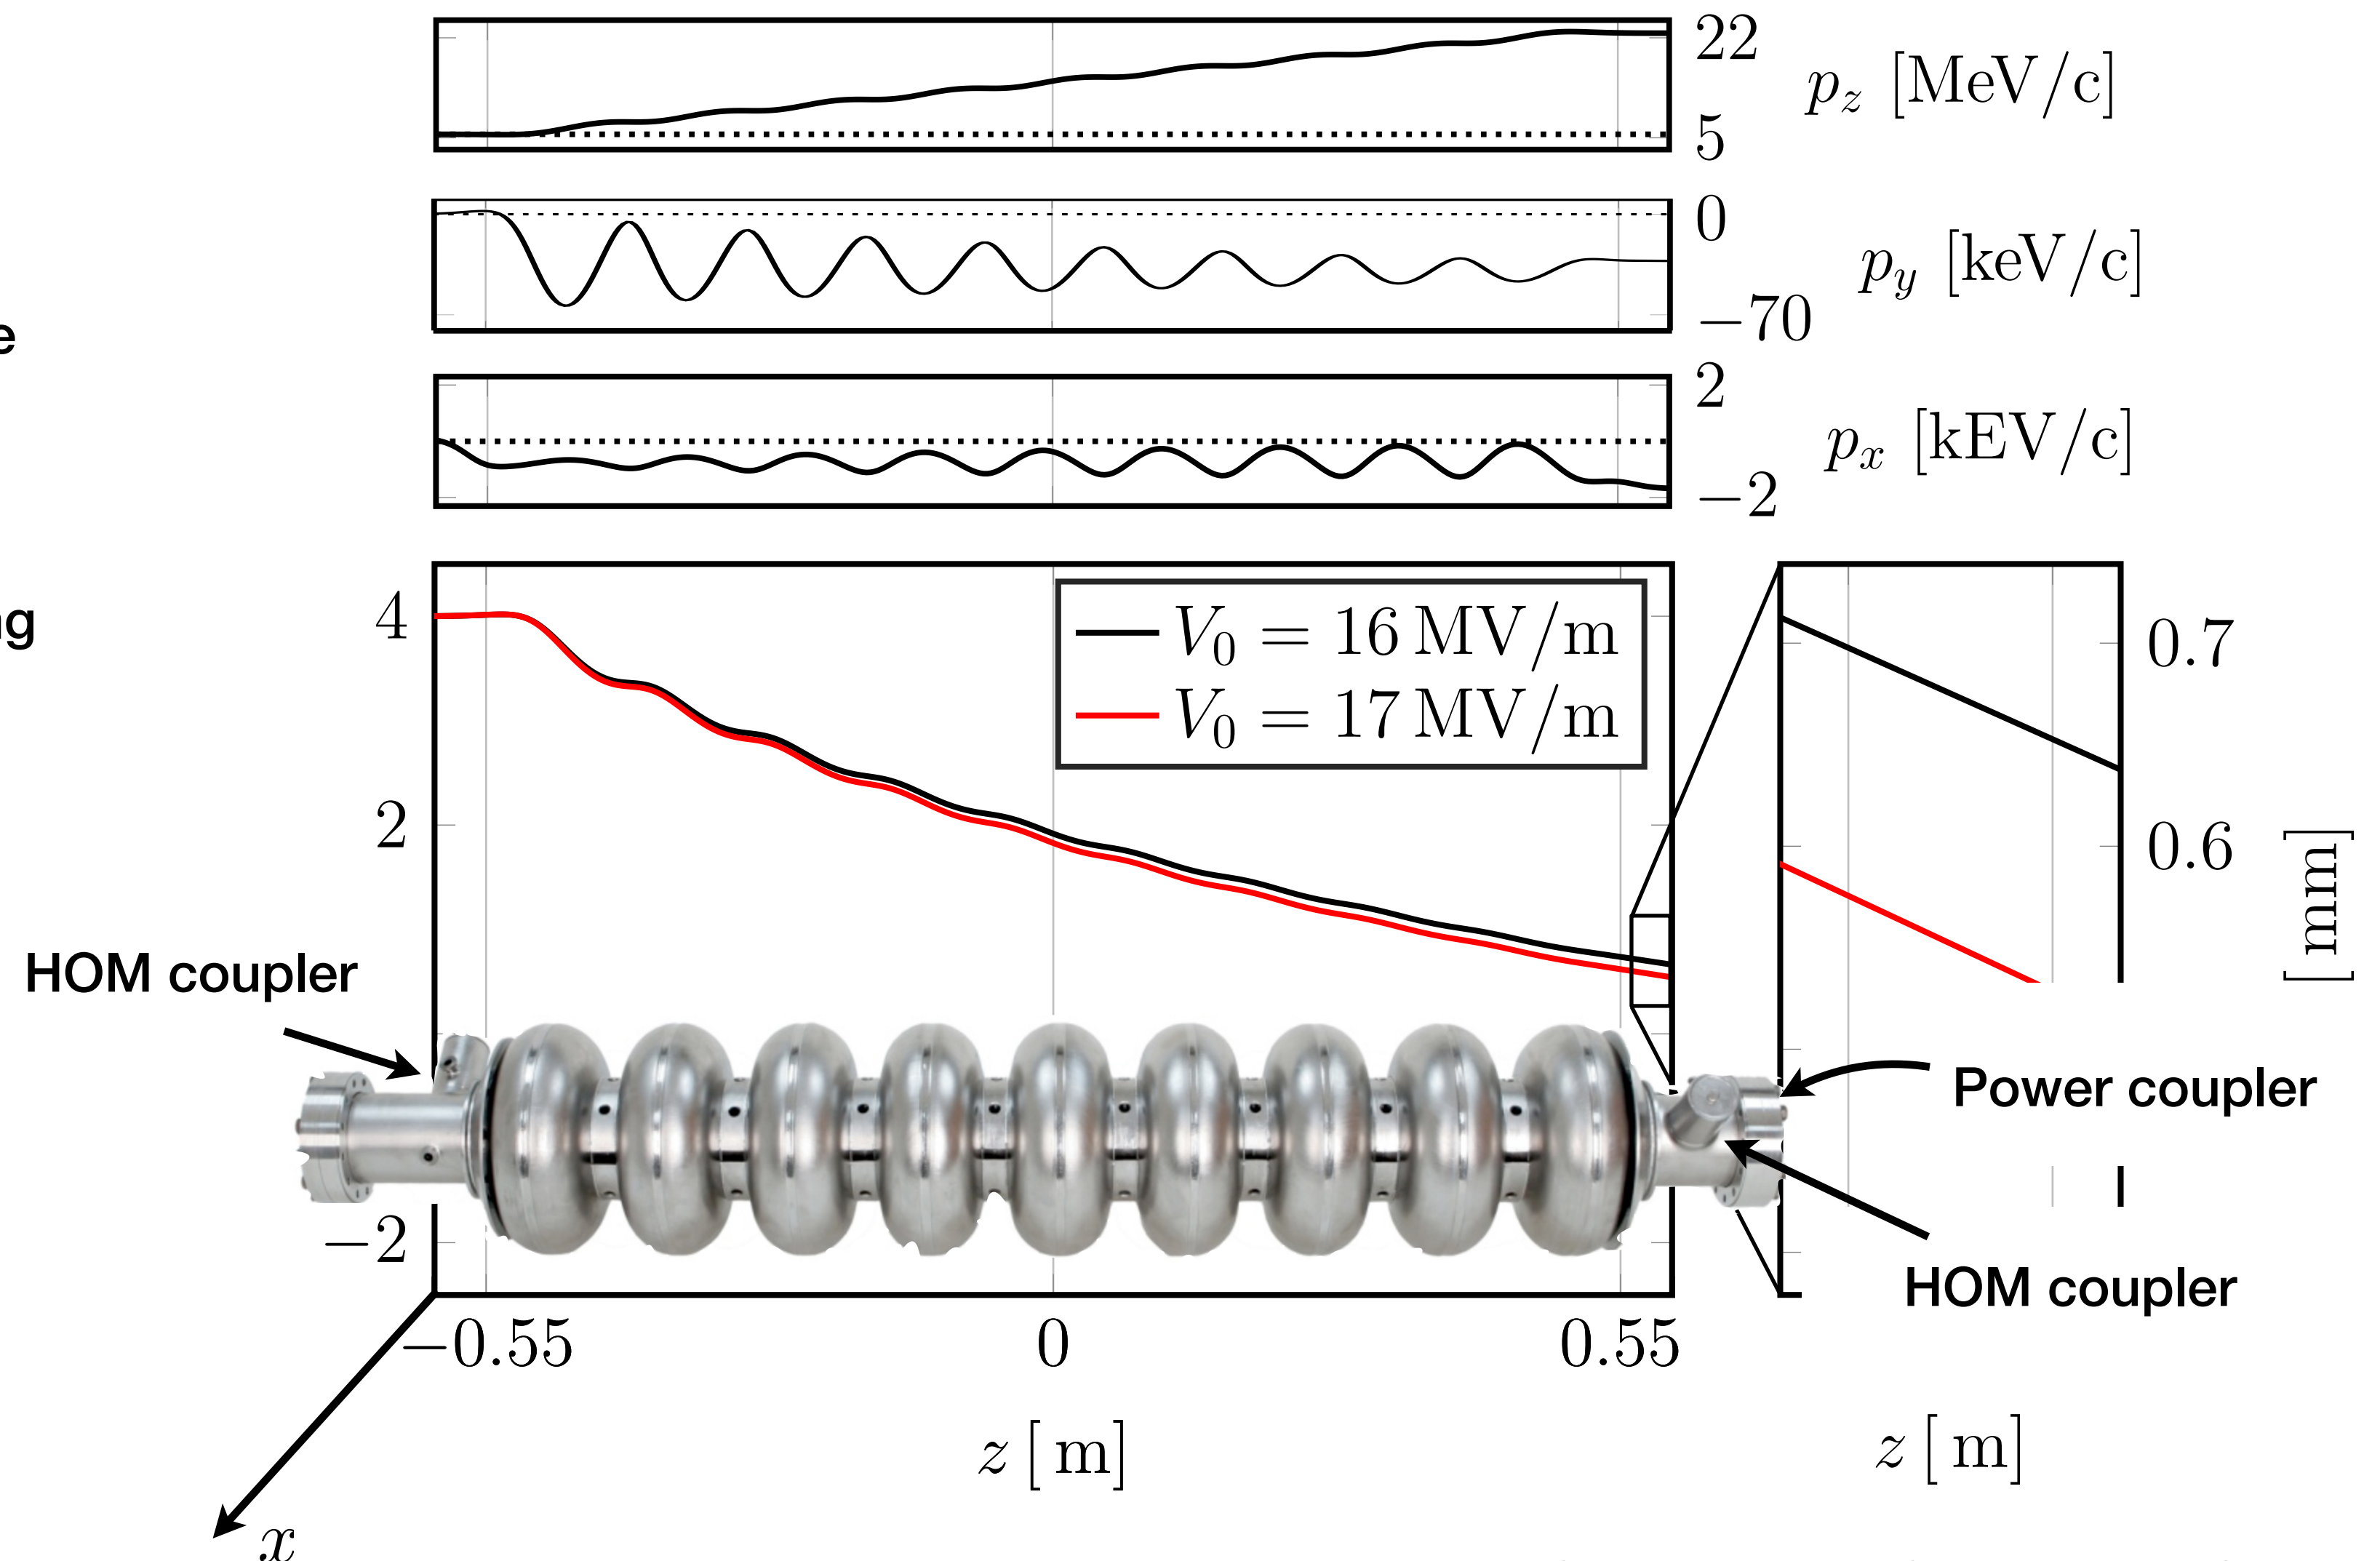 22
p_z [MeV/c]
5
0
p_y [keV/c]
−70
2
p_x [kEV/c]
−2
e
ng
4
V_0 = 16 MV/m
V_0 = 17 MV/m
2
−2
0.7
0.6
[mm]
HOM coupler
Power coupler
HOM coupler
−0.55
0
0.55
z [m]
z [m]
x